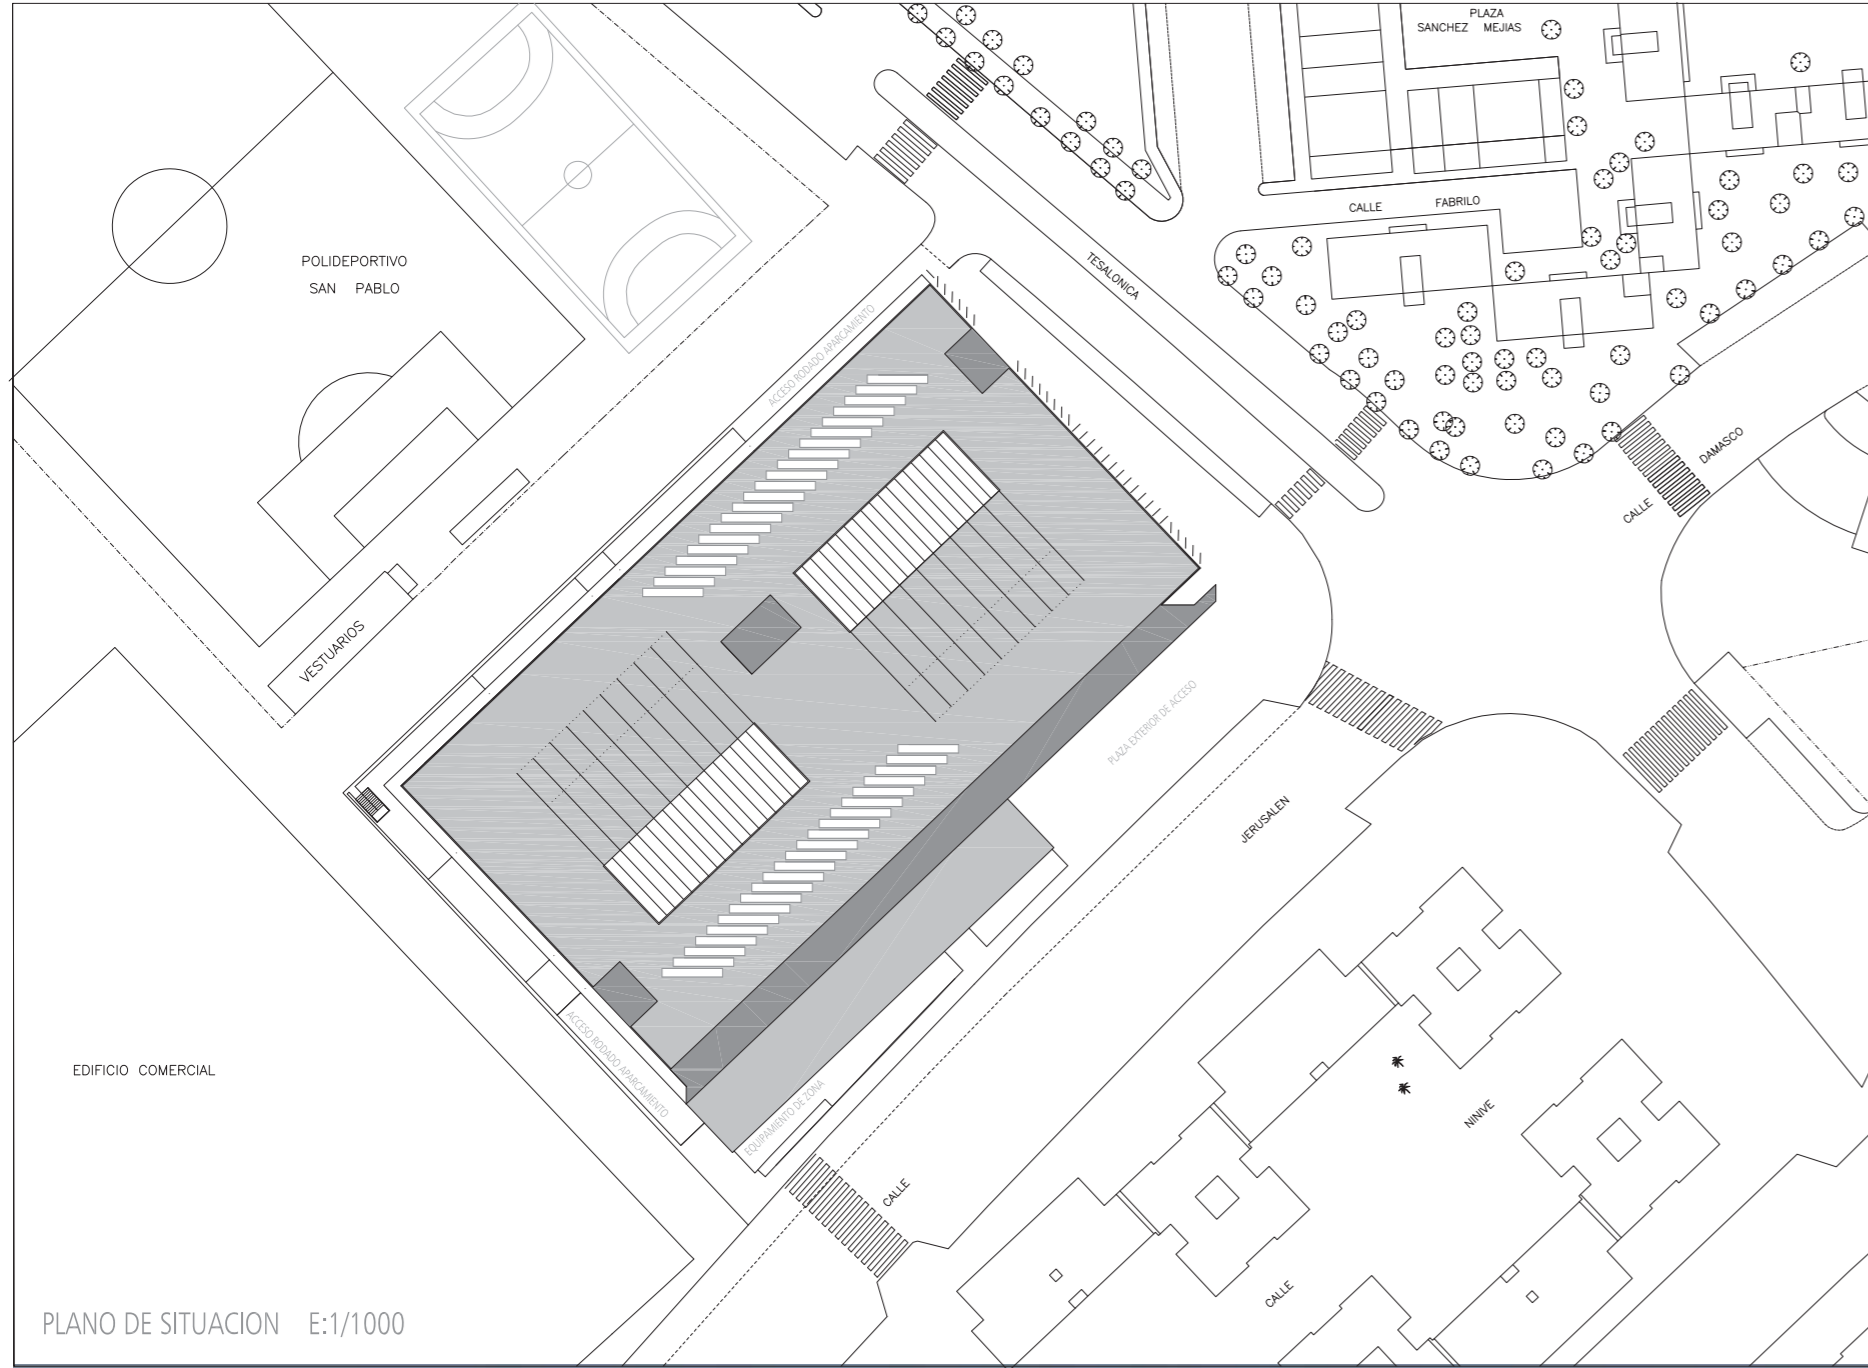 PLAZA
SANCHEZ MEJIAS
CALLE FABRILO
POLIDEPORTIVO
SAN PABLO
TESALONICA
ACCESO RODADO APARCAMIENTO
CALLE DAMASCO
VESTUARIOS
PLAZA EXTERIOR DE ACCESO
CALLE JERUSALEN
EDIFICIO COMERCIAL
ACCESO RODADO APARCAMIENTO
EQUIPAMIENTO DE ZONA
CALLE NINIVE
PLANO DE SITUACION E:1/1000